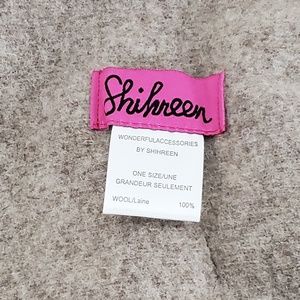 Shihreen
WONDERFULACCESSORIES
BY SHIHREEN
ONE SIZE/UNE
GRANDEUR SEULEMENT
WOOL/Laine 100%